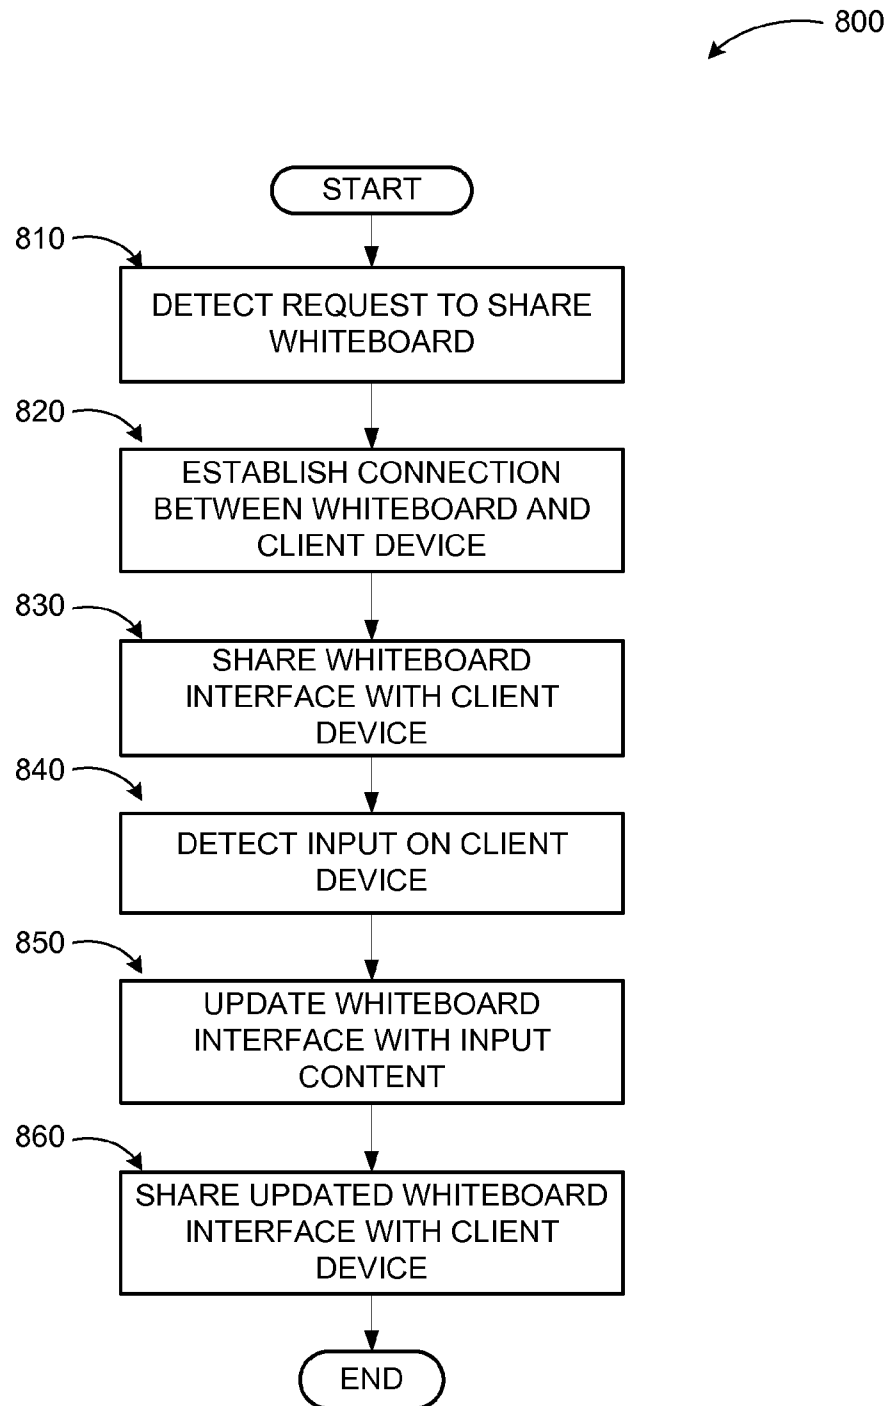 800
START
810
DETECT REQUEST TO SHARE
WHITEBOARD
820
ESTABLISH CONNECTION
BETWEEN WHITEBOARD AND
CLIENT DEVICE
830
SHARE WHITEBOARD
INTERFACE WITH CLIENT
DEVICE
840
DETECT INPUT ON CLIENT
DEVICE
850
UPDATE WHITEBOARD
INTERFACE WITH INPUT
CONTENT
860
SHARE UPDATED WHITEBOARD
INTERFACE WITH CLIENT
DEVICE
END